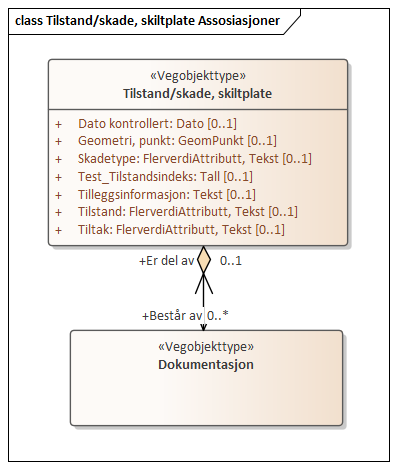 class Tilstand/skade, skiltplate Assosiasjoner
«Vegobjekttype»
Tilstand/skade, skiltplate
+ Dato kontrollert: Dato [0..1]
+ Geometri, punkt: GeomPunkt [0..1]
+ Skadetype: FlerverdiAttributt, Tekst [0..1]
+ Test_Tilstandsindeks: Tall [0..1]
+ Tilleggsinformasjon: Tekst [0..1]
+ Tilstand: FlerverdiAttributt, Tekst [0..1]
+ Tiltak: FlerverdiAttributt, Tekst [0..1]
+Er del av 0..1
+Består av 0..*
«Vegobjekttype»
Dokumentasjon